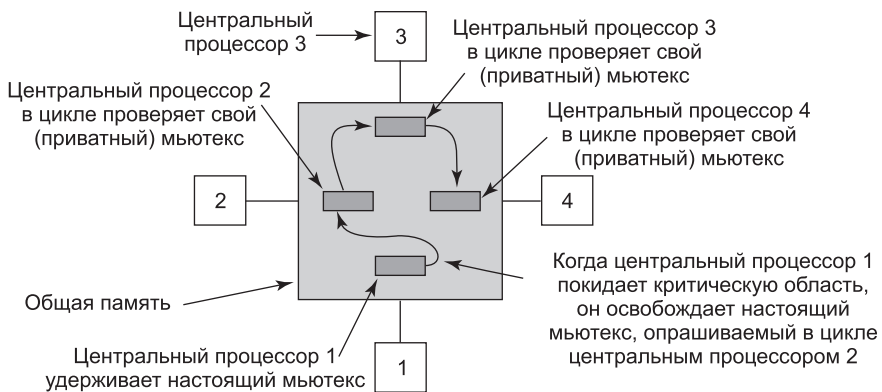 Центральный
процессор 3
3
Центральный процессор 3
в цикле проверяет свой
(приватный) мьютекс
Центральный процессор 2
в цикле проверяет свой
(приватный) мьютекс
Центральный процессор 4
в цикле проверяет свой
(приватный) мьютекс
2
4
Общая память
Когда центральный процессор 1
покидает критическую область,
он освобождает настоящий
мьютекс, опрашиваемый в цикле
центральным процессором 2
Центральный процессор 1
удерживает настоящий мьютекс
1